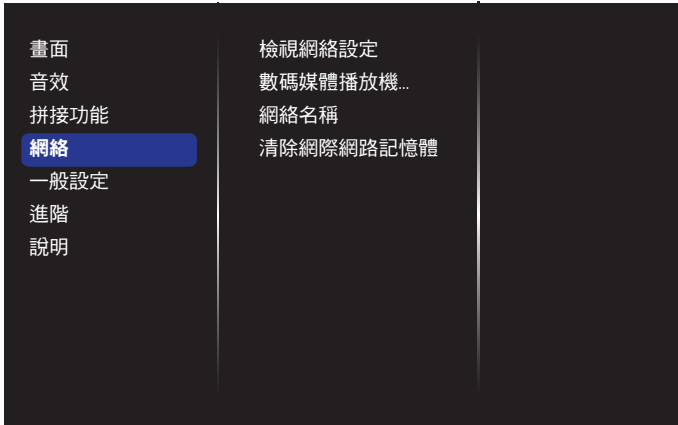 畫面
音效
拼接功能
網絡
一般設定
進階
說明
檢視網絡設定
數碼媒體播放機...
網絡名稱
清除網際網路記憶體